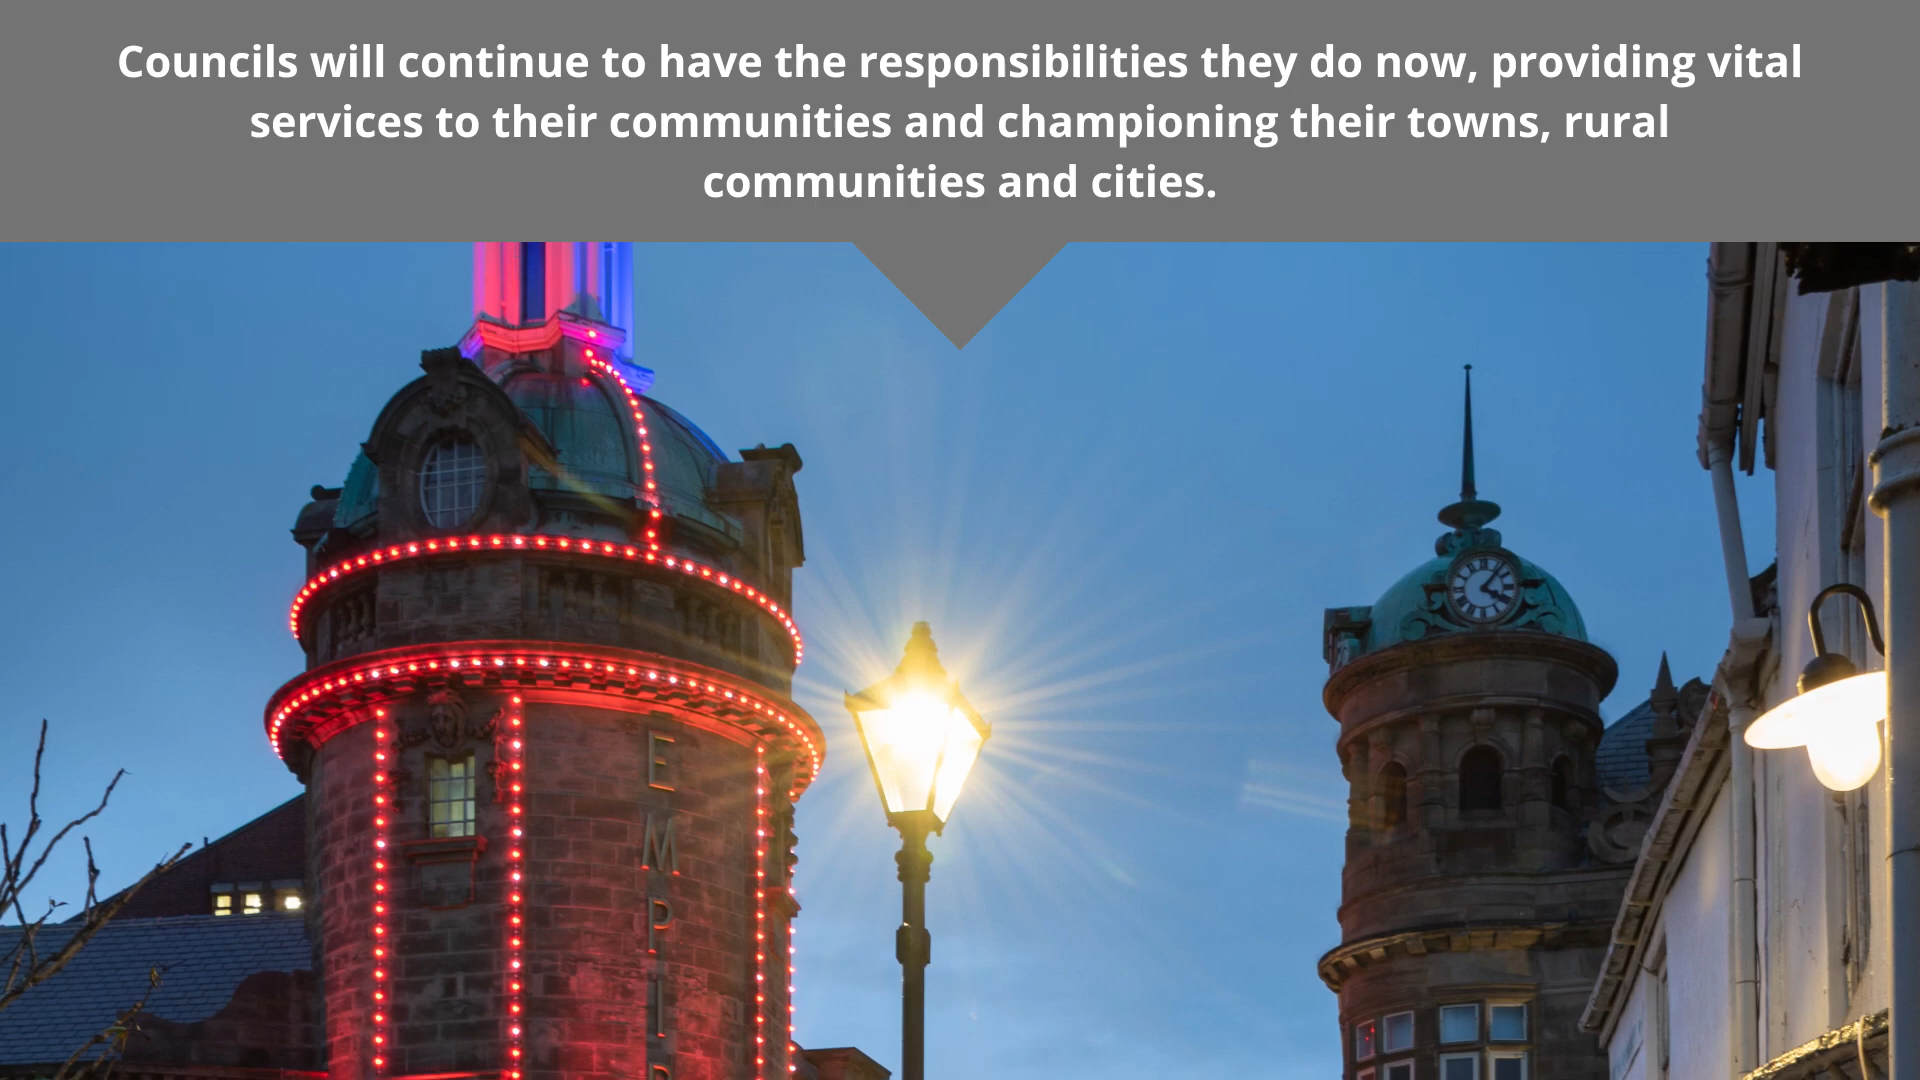 Councils will continue to have the responsibilities they do now, providing vital
services to their communities and championing their towns, rural
communities and cities.
EMPIR